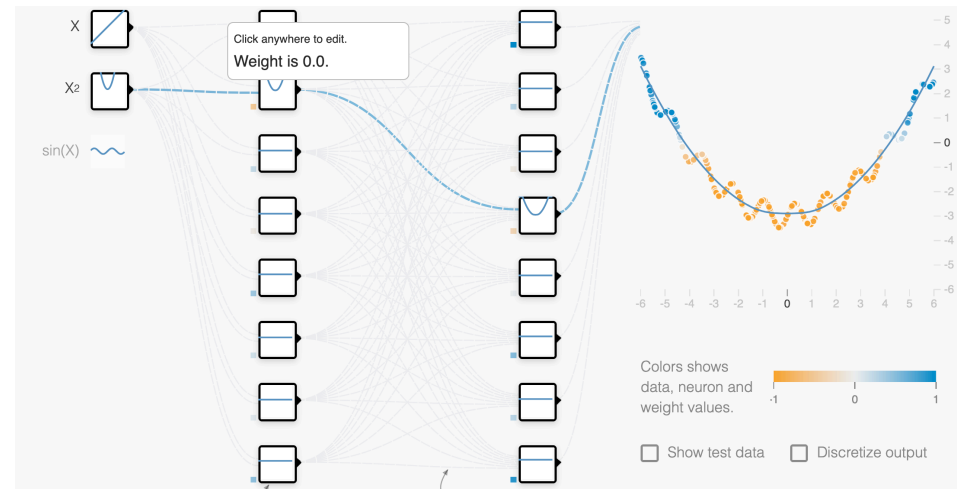 X
X2
sin(X)
Click anywhere to edit.
Weight is 0.0.
5
4
3
2
1
0
-1
-2
-3
-4
-5
-6
-6 -5 -4 -3 -2 -1 0 1 2 3 4 5 6
Colors shows
data, neuron and
weight values.
-1 0 1
Show test data
Discretize output